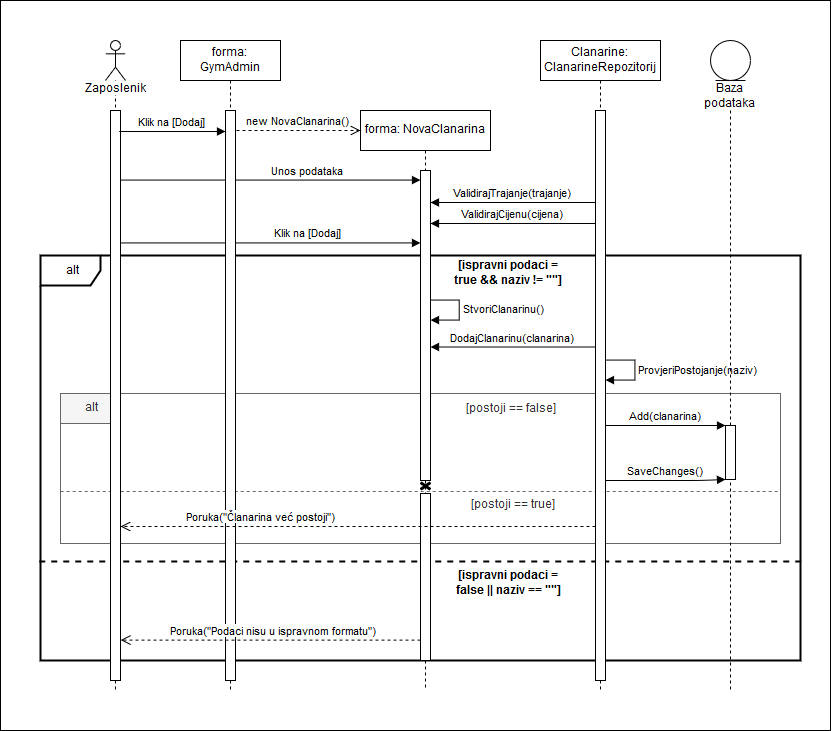 forma:
GymAdmin
Clanarine:
ClanarineRepozitorij
Zaposlenik
Baza
podataka
Klik na [Dodaj]
new NovaClanarina()
forma: NovaClanarina
Unos podataka
ValidirajTrajanje(trajanje)
ValidirajCijenu(cijena)
Klik na [Dodaj]
alt
[ispravni podaci =
true && naziv != ""]
StvoriClanarinu()
DodajClanarinu(clanarina)
ProvjeriPostojanje(naziv)
alt
[postoji == false]
Add(clanarina)
SaveChanges()
[postoji == true]
Poruka("Članarina već postoji")
[ispravni podaci =
false || naziv == ""]
Poruka("Podaci nisu u ispravnom formatu")